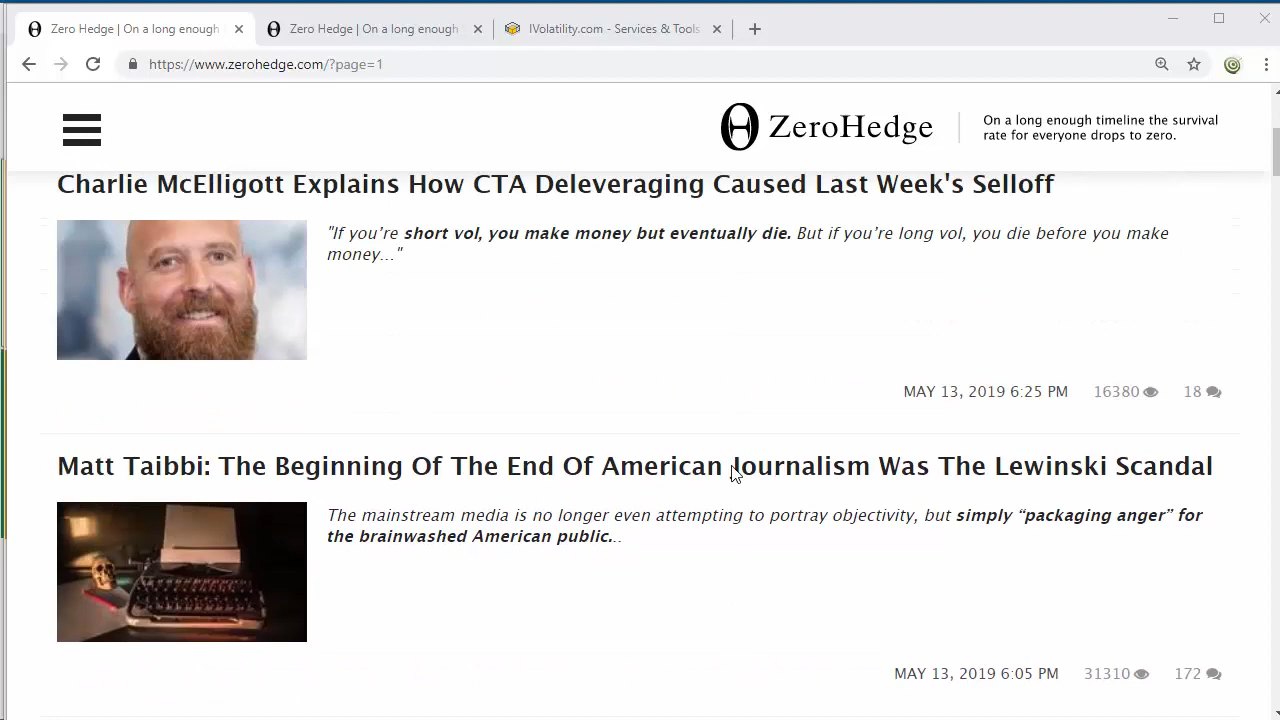 Zero Hedge | On a long enough
Zero Hedge | On a long enough
IVolatility.com - Services & Tools
https://www.zerohedge.com/?page=1
ZeroHedge
On a long enough timeline the survival
rate for everyone drops to zero.
Charlie McElligott Explains How CTA Deleveraging Caused Last Week's Selloff
"If you’re short vol, you make money but eventually die. But if you’re long vol, you die before you make
money..."
MAY 13, 2019 6:25 PM 16380 18
Matt Taibbi: The Beginning Of The End Of American Journalism Was The Lewinski Scandal
The mainstream media is no longer even attempting to portray objectivity, but simply “packaging anger” for
the brainwashed American public...
MAY 13, 2019 6:05 PM 31310 172